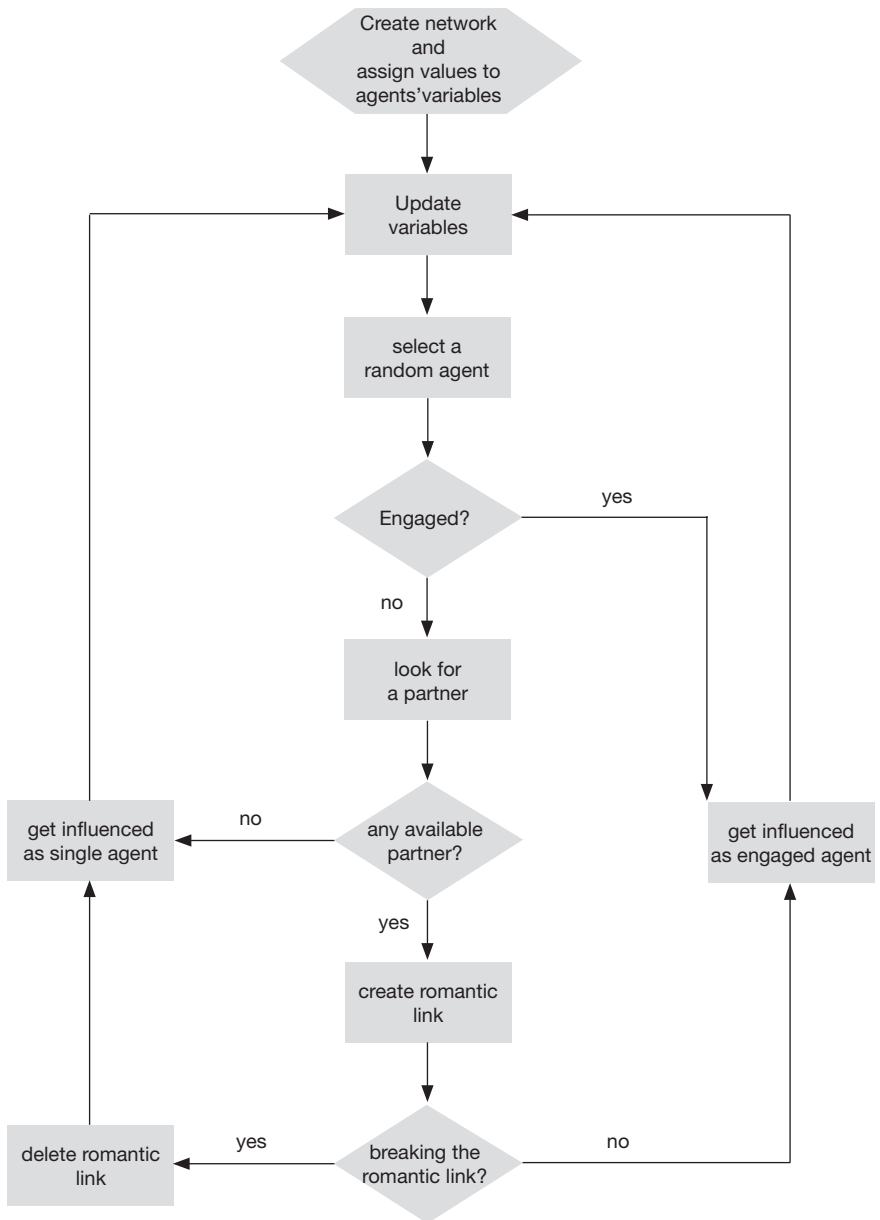 Create network
and
assign values to
agents'variables
Update
variables
select a
random agent
Engaged?
yes
no
look for
a partner
any available
partner?
no
get influenced
as single agent
get influenced
as engaged agent
yes
create romantic
link
breaking the
romantic link?
yes
no
delete romantic
link